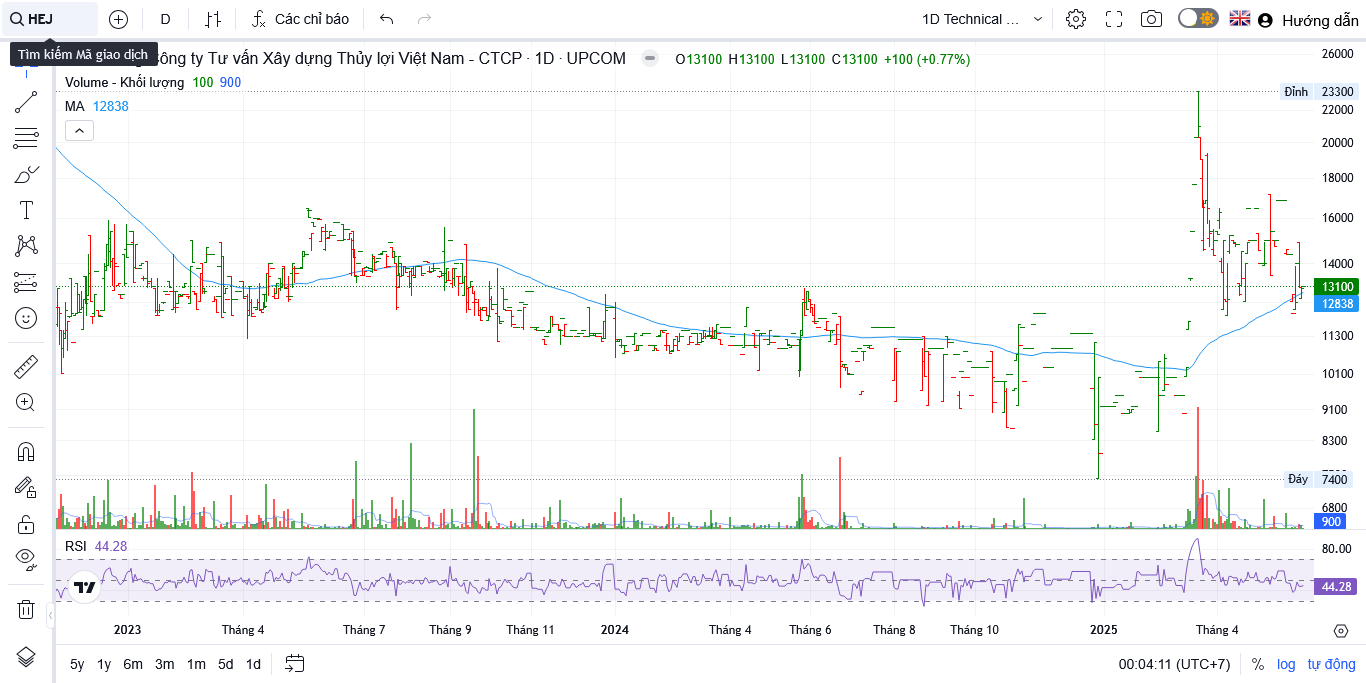 HEJ D Các chỉ báo 1D Technical ... Hướng dẫn
Tìm kiếm Mã giao dịch
Công ty Tư vấn Xây dựng Thủy lợi Việt Nam - CTCP · 1D · UPCOM O13100 H13100 L13100 C13100 +100 (+0.77%)
Volume - Khối lượng 100 900
MA 12838
26000
Đỉnh 23300
22000
20000
18000
16000
14000
13100
12838
11300
10100
9100
8300
Đáy 7400
6800
900
RSI 44.28
80.00
44.28
2023 Tháng 4 Tháng 7 Tháng 9 Tháng 11 2024 Tháng 4 Tháng 6 Tháng 8 Tháng 10 2025 Tháng 4
5y 1y 6m 3m 1m 5d 1d 00:04:11 (UTC+7) % log tự động